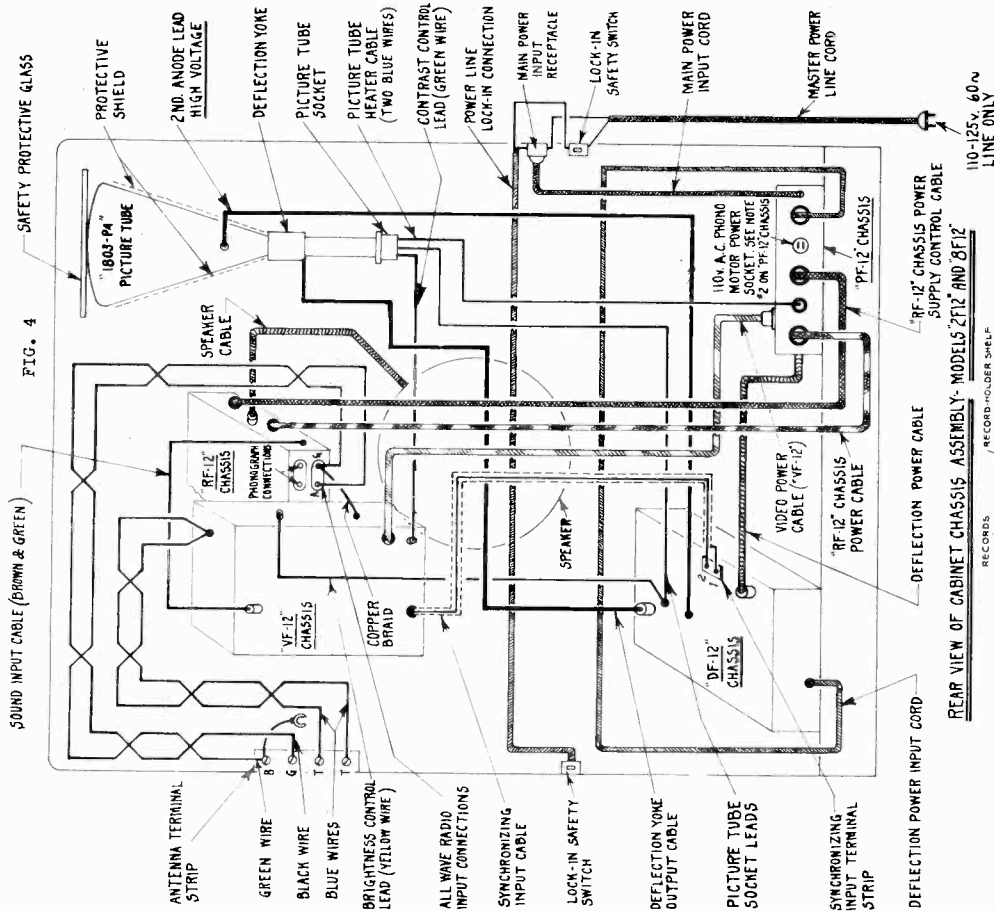 FIG. 4
SAFETY PROTECTIVE GLASS
PROTECTIVE
SHIELD
2ND. ANODE LEAD
HIGH VOLTAGE
DEFLECTION YOKE
PICTURE TUBE
SOCKET
PICTURE TUBE
HEATER CABLE
(TWO BLUE WIRES)
CONTRAST CONTROL
LEAD (GREEN WIRE)
POWER LINE
LOCK-IN CONNECTION
MAIN POWER
INPUT
RECEPTACLE
LOCK-IN
SAFETY SWITCH
MAIN POWER
INPUT CORD
MASTER POWER
LINE CORD
110-125v. 60~
LINE ONLY
"1803-P4"
PICTURE TUBE
SPEAKER
CABLE
SOUND INPUT CABLE (BROWN & GREEN)
"RF-12"
CHASSIS
PHONOGRAPH
CONNECTIONS
A
G
"VF-12"
CHASSIS
COPPER
BRAID
SPEAKER
110v. A.C. PHONO
MOTOR POWER
SOCKET. SEE NOTE
#2 ON "PF-12" CHASSIS
"PF-12" CHASSIS
"RF-12" CHASSIS POWER
SUPPLY CONTROL CABLE
VIDEO POWER
CABLE ("VF-12")
"RF-12" CHASSIS
POWER CABLE
DEFLECTION POWER CABLE
2
1
"DF-12"
CHASSIS
B
G
T
T
ANTENNA TERMINAL
STRIP
GREEN WIRE
BLACK WIRE
BLUE WIRES
BRIGHTNESS CONTROL
LEAD (YELLOW WIRE)
ALL WAVE RADIO
INPUT CONNECTIONS
SYNCHRONIZING
INPUT CABLE
LOCK-IN SAFETY
SWITCH
DEFLECTION YOKE
OUTPUT CABLE
PICTURE TUBE
SOCKET LEADS
SYNCHRONIZING
INPUT TERMINAL
STRIP
DEFLECTION POWER INPUT CORD
REAR VIEW OF CABINET CHASSIS ASSEMBLY- MODELS "2F12" AND "8F12"
RECORDS
RECORD-HOLDER SHELF